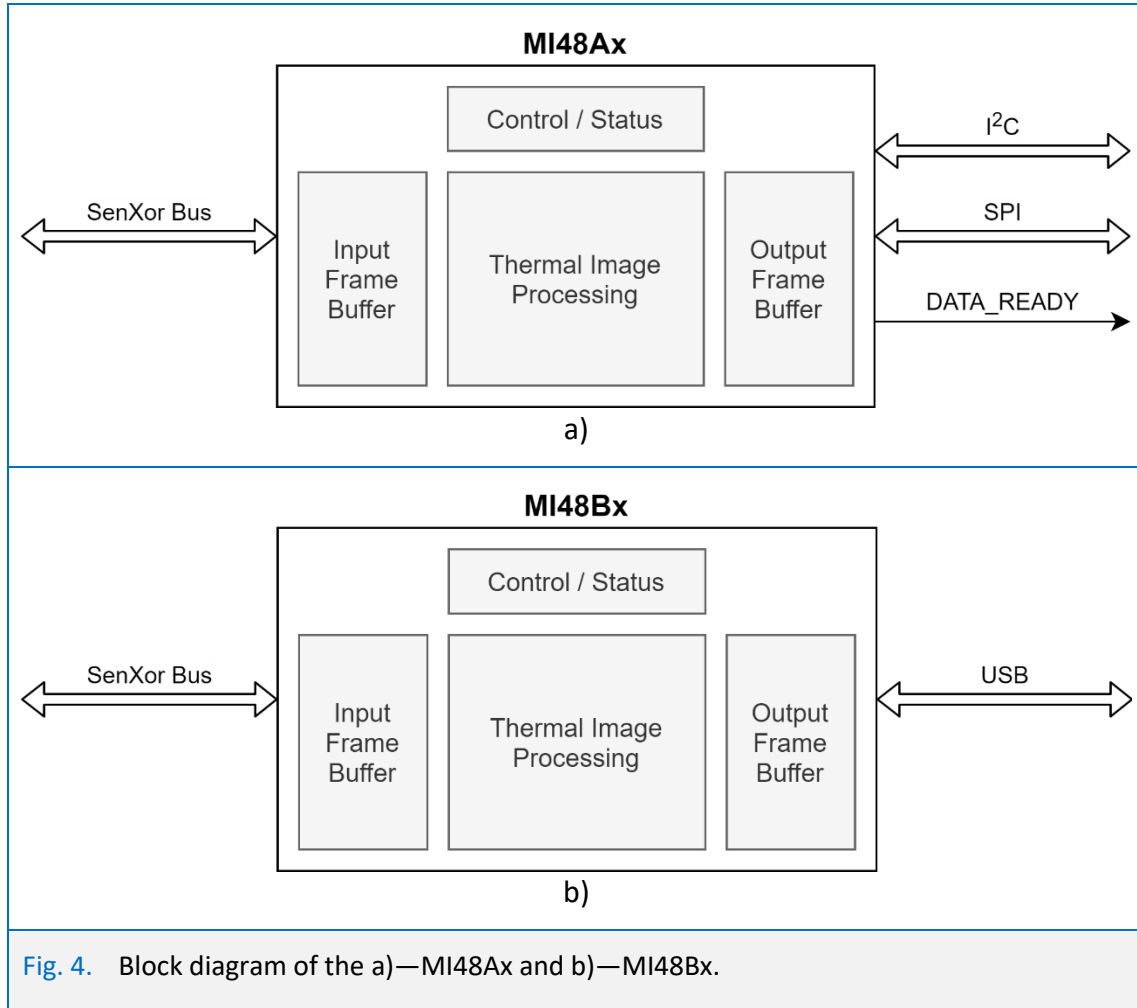 MI48Ax
Control / Status
I²C
SenXor Bus
SPI
Input
Frame
Buffer
Thermal Image
Processing
Output
Frame
Buffer
DATA_READY
a)
MI48Bx
Control / Status
SenXor Bus
USB
Input
Frame
Buffer
Thermal Image
Processing
Output
Frame
Buffer
b)
Fig. 4. Block diagram of the a)—MI48Ax and b)—MI48Bx.